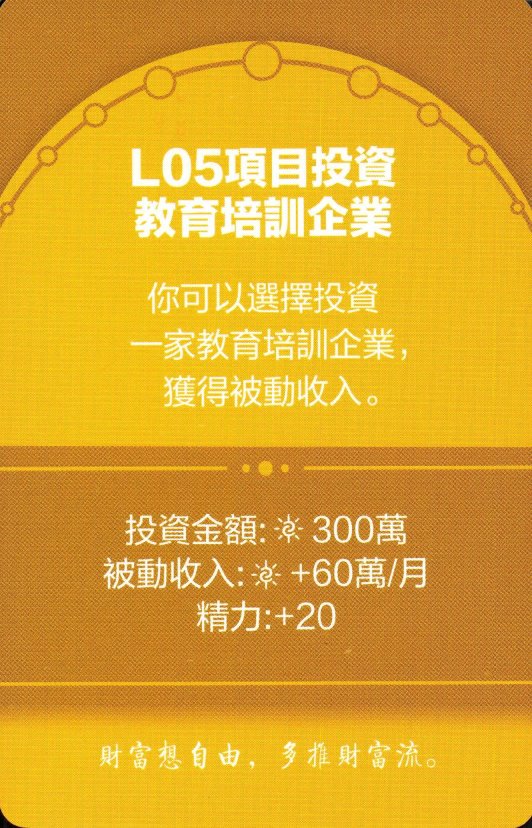 L05項目投資
教育培訓企業
你可以選擇投資
一家教育培訓企業，
獲得被動收入。
投資金額: 300萬
被動收入: +60萬/月
精力:+20
財富想自由，多推財富流。